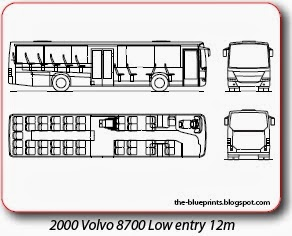 the-blueprints.blogspot.com
2000 Volvo 8700 Low entry 12m